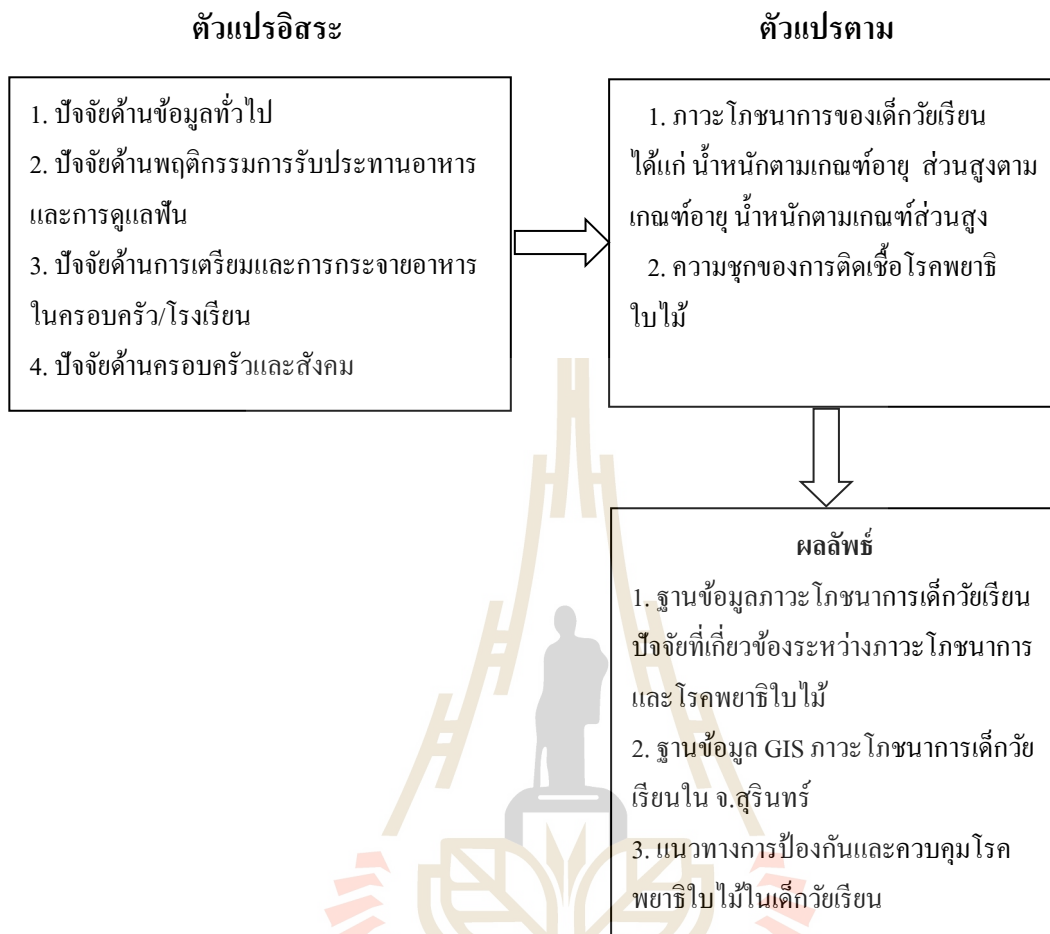 ตัวแปรอิสระ
1. ปัจจัยด้านข้อมูลทั่วไป
2. ปัจจัยด้านพฤติกรรมการรับประทานอาหาร
และการดูแลฟัน
3. ปัจจัยด้านการเตรียมและการกระจายอาหาร
ในครอบครัว/โรงเรียน
4. ปัจจัยด้านครอบครัวและสังคม
ตัวแปรตาม
1. ภาวะโภชนาการของเด็กวัยเรียน
ได้แก่ น้ำหนักตามเกณฑ์อายุ ส่วนสูงตาม
เกณฑ์อายุ น้ำหนักตามเกณฑ์ส่วนสูง
2. ความชุกของการติดเชื้อโรคพยาธิ
ใบไม้
ผลลัพธ์
1. ฐานข้อมูลภาวะโภชนาการเด็กวัยเรียน
ปัจจัยที่เกี่ยวข้องระหว่างภาวะโภชนาการ
และโรคพยาธิใบไม้
2. ฐานข้อมูล GIS ภาวะโภชนาการเด็กวัย
เรียนใน จ.สุรินทร์
3. แนวทางการป้องกันและควบคุมโรค
พยาธิใบไม้ในเด็กวัยเรียน